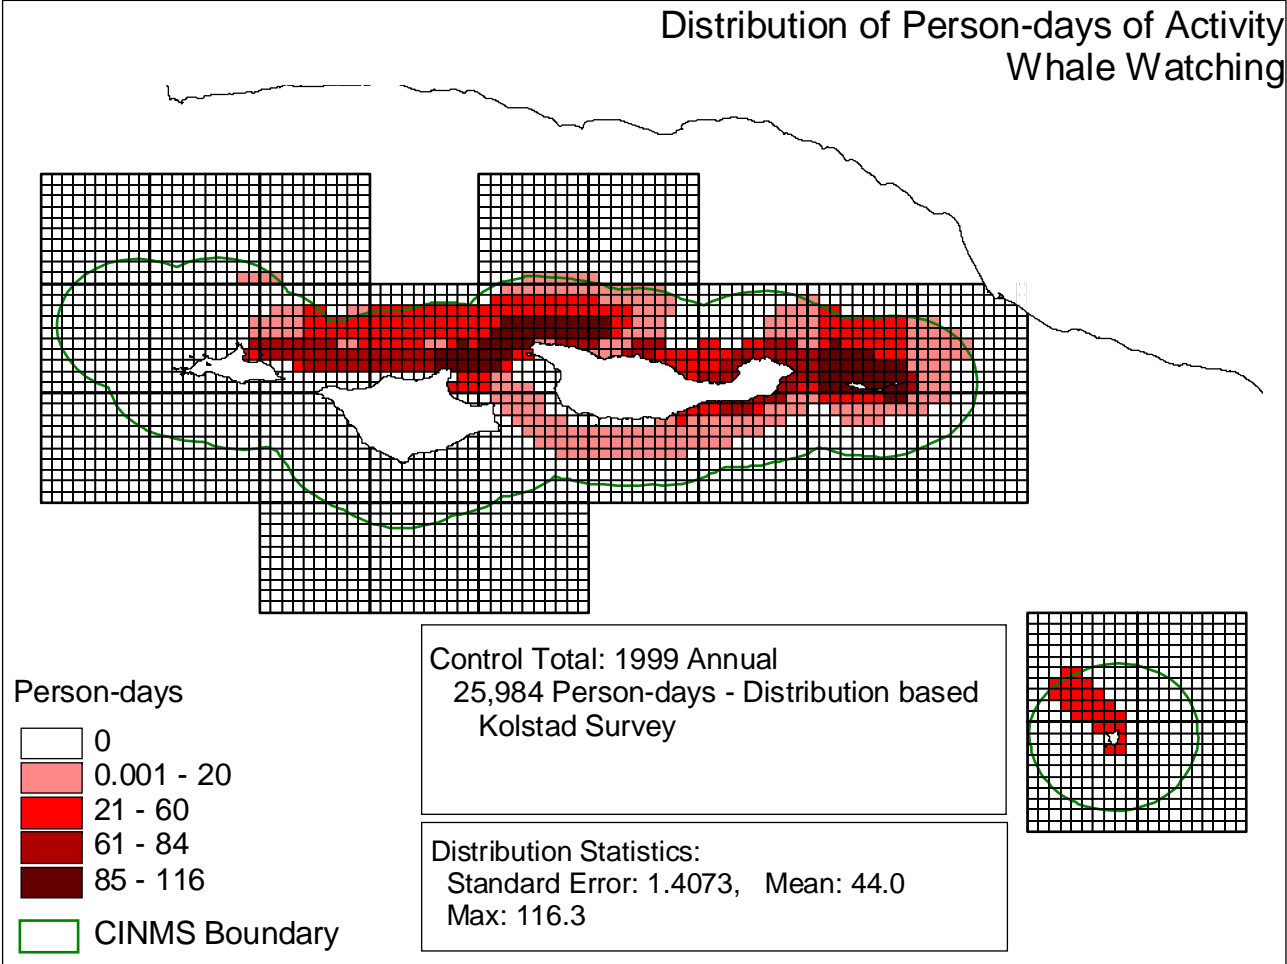 Distribution of Person-days of Activity
Whale Watching
Control Total: 1999 Annual
25,984 Person-days - Distribution based
Kolstad Survey
Person-days
0
0.001 - 20
21 - 60
61 - 84
85 - 116
CINMS Boundary
Distribution Statistics:
Standard Error: 1.4073, Mean: 44.0
Max: 116.3